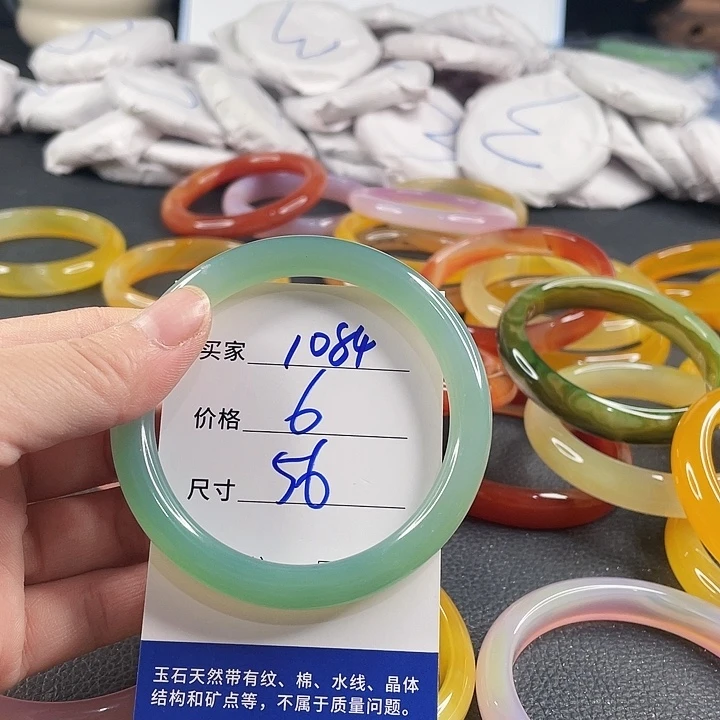 买家 1084
价格 6
尺寸 56
玉石天然带有纹、棉、水线、晶体
结构和矿点等，不属于质量问题。